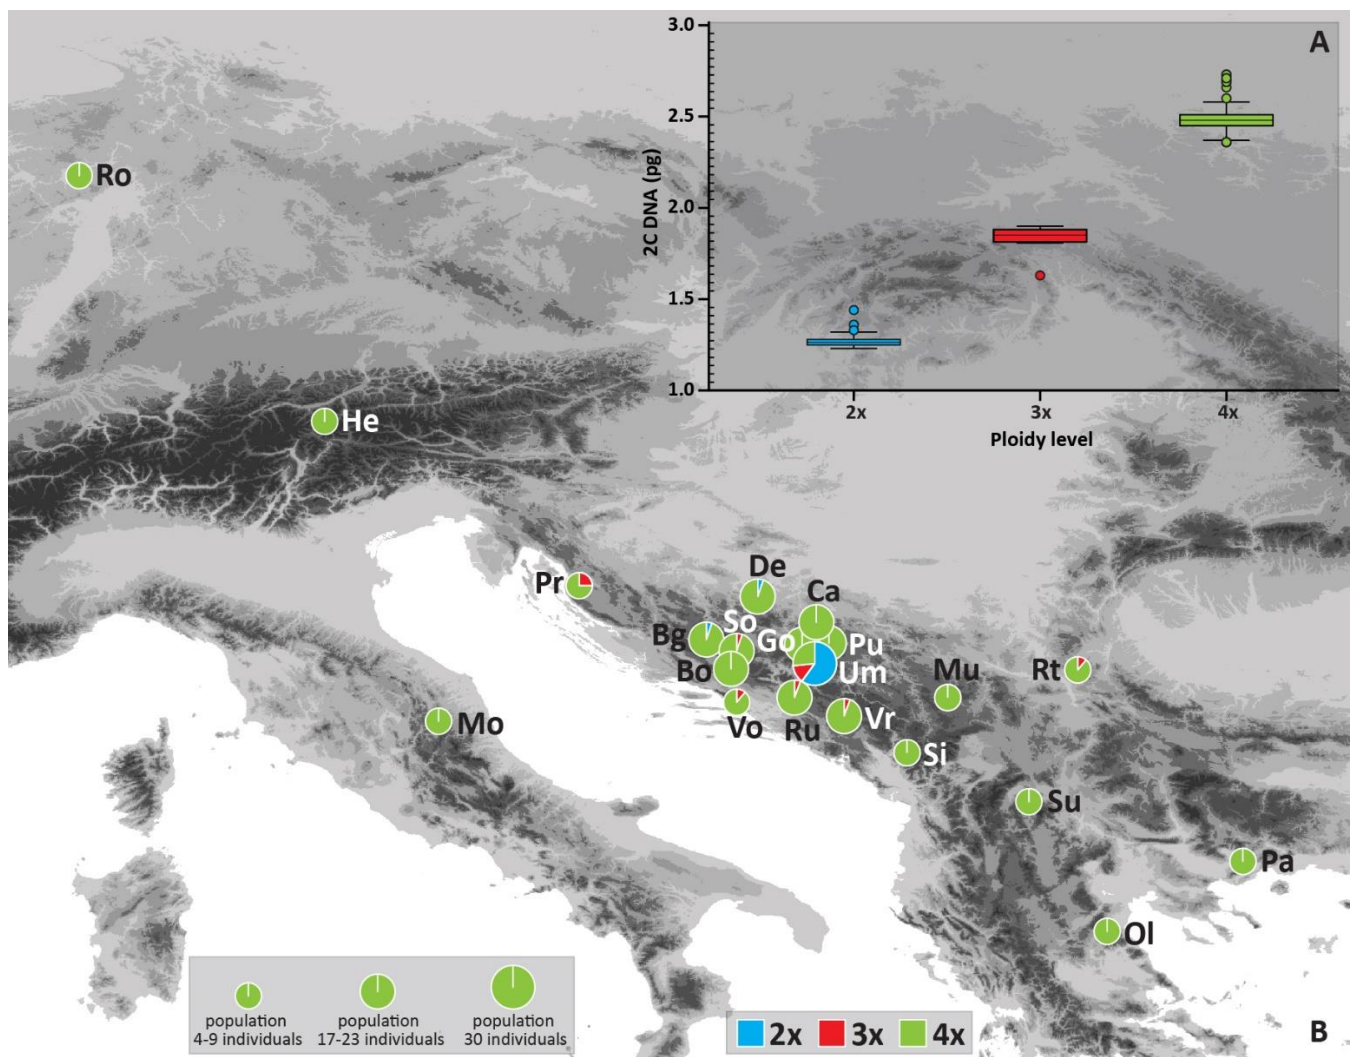 A
3.0
2.5
2.0
1.5
1.0
2C DNA (pg)
2x
3x
4x
Ploidy level
Ro
He
De
Ca
Pr
So
Bg
Go
Pu
Bo
Um
Mu
Rt
Vo
Ru
Vr
Mo
Si
Su
Pa
Ol
population
4-9 individuals
population
17-23 individuals
population
30 individuals
2x
3x
4x
B